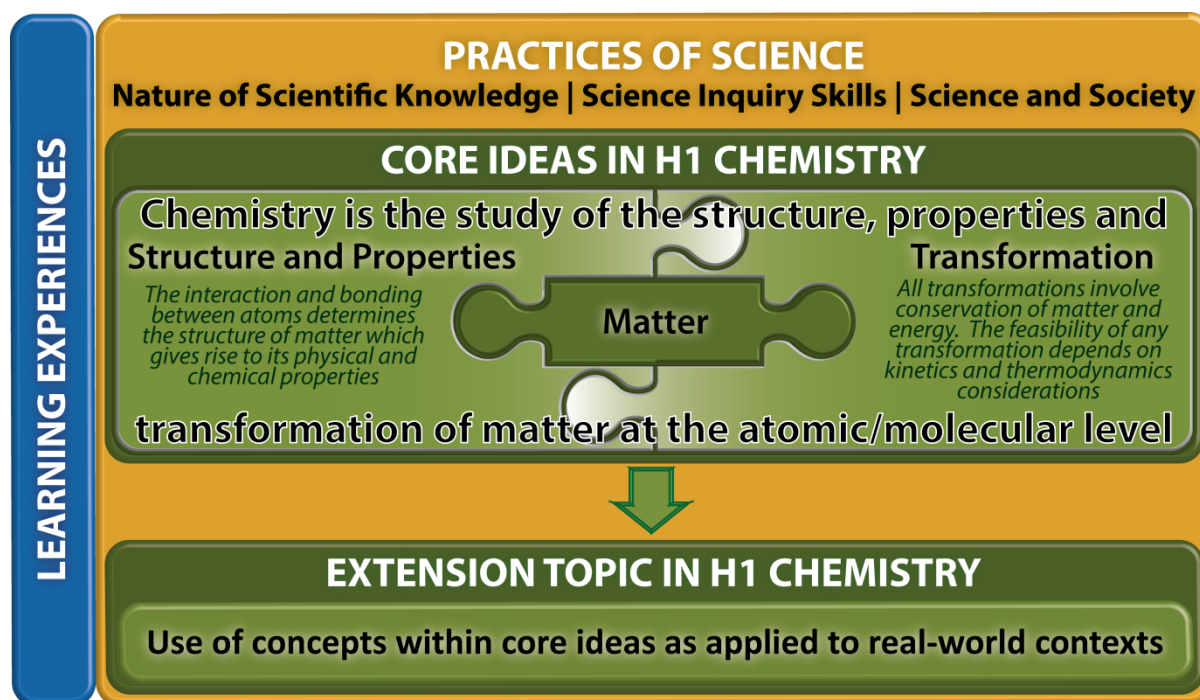 LEARNING EXPERIENCES
PRACTICES OF SCIENCE
Nature of Scientific Knowledge | Science Inquiry Skills | Science and Society
CORE IDEAS IN H1 CHEMISTRY
Chemistry is the study of the structure, properties and
Structure and Properties
The interaction and bonding
between atoms determines
the structure of matter which
gives rise to its physical and
chemical properties
Matter
Transformation
All transformations involve
conservation of matter and
energy. The feasibility of any
transformation depends on
kinetics and thermodynamics
considerations
transformation of matter at the atomic/molecular level
EXTENSION TOPIC IN H1 CHEMISTRY
Use of concepts within core ideas as applied to real-world contexts